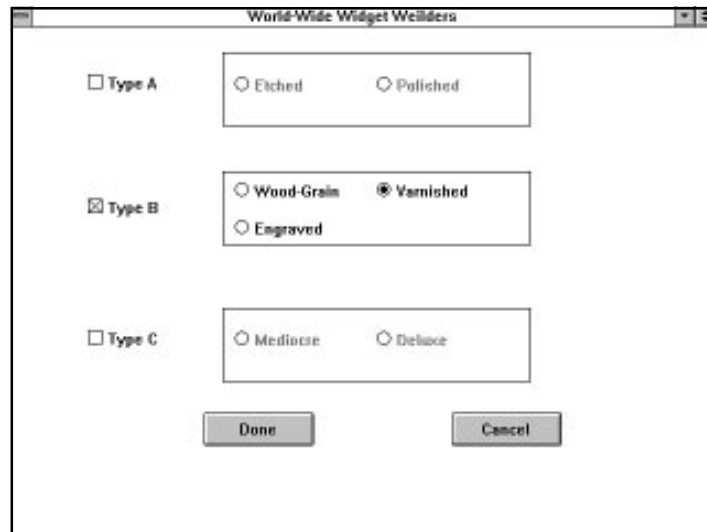 World-Wide Widget Weilders
Type A
Etched Polished
Type B
Wood-Grain Varnished
Engraved
Type C
Mediocre Deluxe
Done Cancel